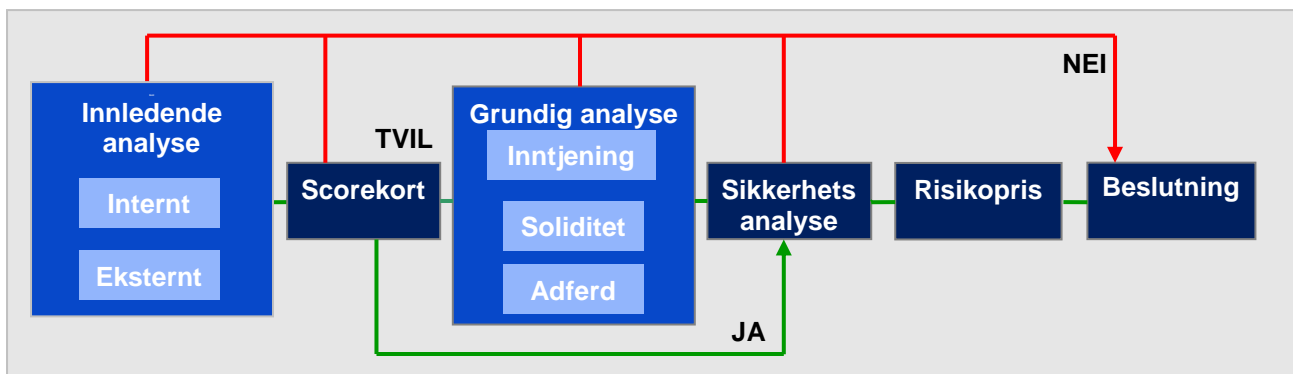 Innledende
analyse
Internt
Eksternt
Scorekort
TVIL
Grundig analyse
Inntjening
Soliditet
Adferd
JA
Sikkerhets
analyse
Risikopris
NEI
Beslutning